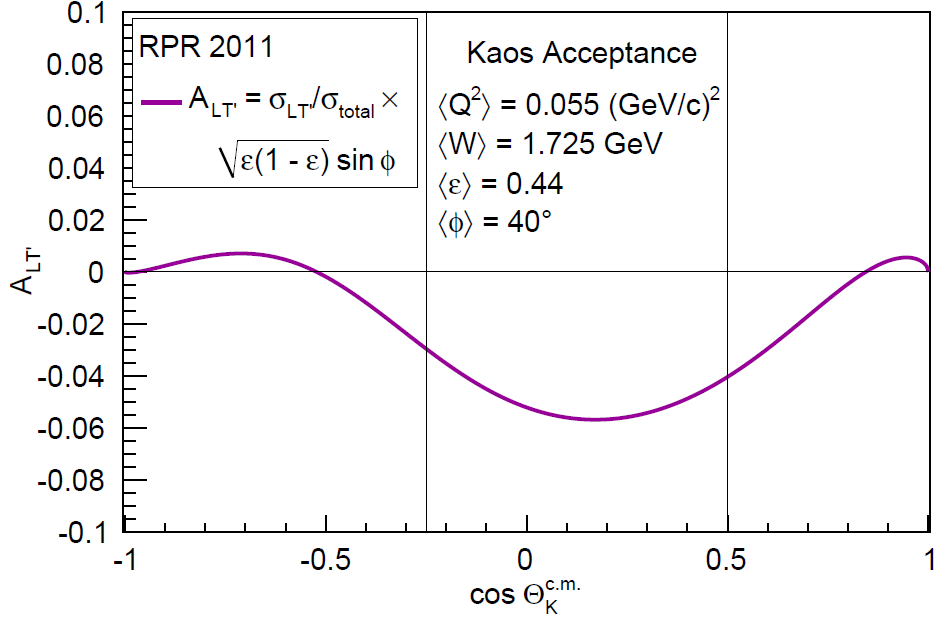 RPR 2011
A_LT' = σ_LT'/σ_total ×
√ε(1 - ε) sin ϕ
Kaos Acceptance
⟨Q²⟩ = 0.055 (GeV/c)²
⟨W⟩ = 1.725 GeV
⟨ε⟩ = 0.44
⟨ϕ⟩ = 40°
A_LT'
0.1
0.08
0.06
0.04
0.02
0
-0.02
-0.04
-0.06
-0.08
-0.1
-1 -0.5 0 0.5 1
cos Θ_K^c.m.